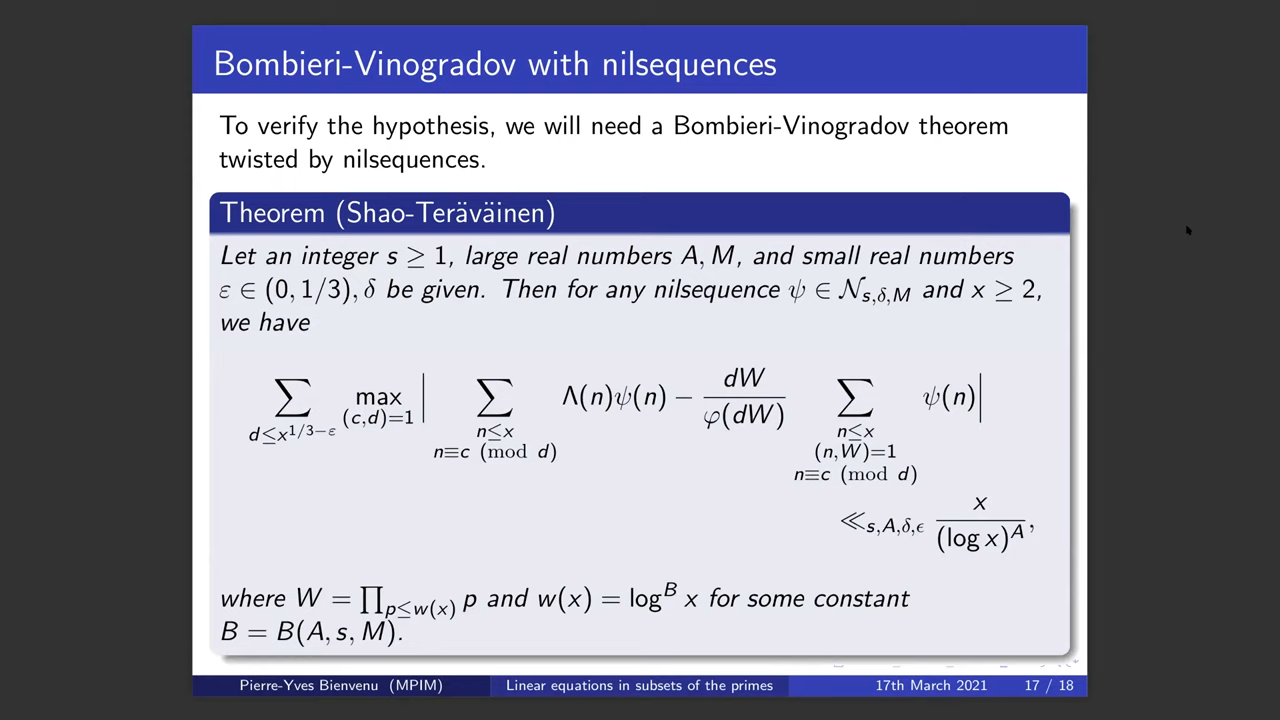 Bombieri-Vinogradov with nilsequences
To verify the hypothesis, we will need a Bombieri-Vinogradov theorem
twisted by nilsequences.
Theorem (Shao-Teräväinen)
Let an integer s ≥ 1, large real numbers A, M, and small real numbers
ε ∈ (0, 1/3), δ be given. Then for any nilsequence ψ ∈ 𝒩_{s,δ,M} and x ≥ 2,
we have
∑_{d≤x^{1/3−ε}} max_{(c,d)=1} | ∑_{n≤x, n≡c (mod d)} Λ(n)ψ(n) − dW/φ(dW) ∑_{n≤x, (n,W)=1, n≡c (mod d)} ψ(n)|
≪_{s,A,δ,ϵ} x/(log x)^A,
where W = ∏_{p≤w(x)} p and w(x) = log^B x for some constant
B = B(A, s, M).
Pierre-Yves Bienvenu (MPIM) Linear equations in subsets of the primes 17th March 2021 17 / 18